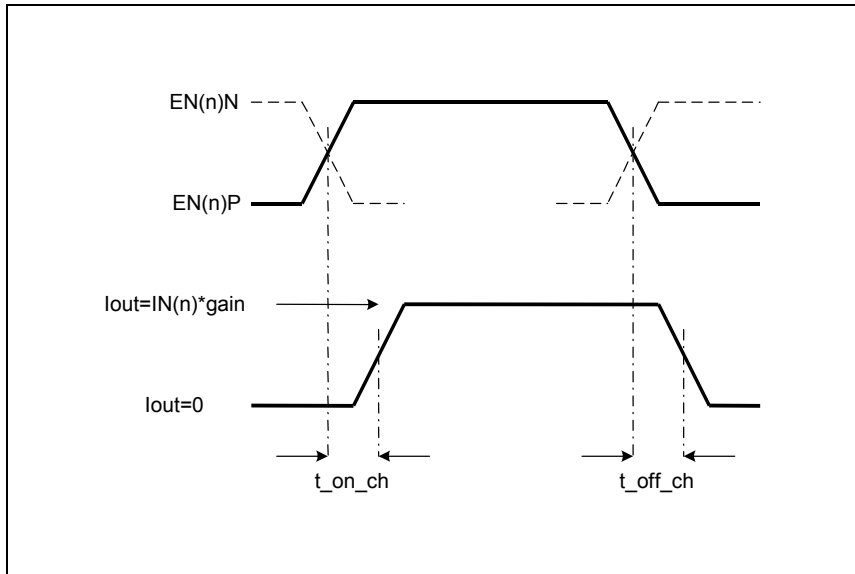 EN(n)N
EN(n)P
Iout=IN(n)*gain
Iout=0
t_on_ch
t_off_ch